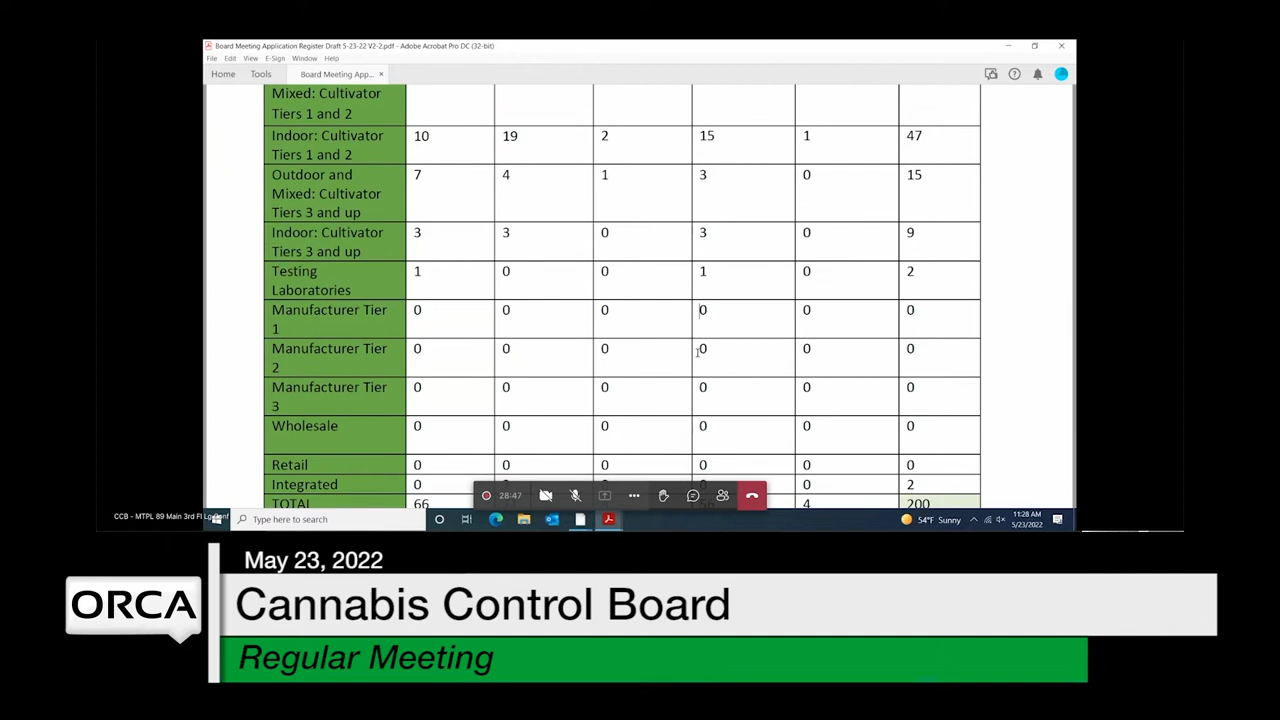 Board Meeting Application Register Draft 5-23-22 V2-2.pdf - Adobe Acrobat Pro DC (32-bit)
File Edit View E-Sign Window Help
Home Tools Board Meeting App... ×
Mixed: Cultivator
Tiers 1 and 2
Indoor: Cultivator 10 19 2 15 1 47
Tiers 1 and 2
Outdoor and 7 4 1 3 0 15
Mixed: Cultivator
Tiers 3 and up
Indoor: Cultivator 3 3 0 3 0 9
Tiers 3 and up
Testing 1 0 0 1 0 2
Laboratories
Manufacturer Tier 0 0 0 0 0 0
1
Manufacturer Tier 0 0 0 0 0 0
2
Manufacturer Tier 0 0 0 0 0 0
3
Wholesale 0 0 0 0 0 0
Retail 0 0 0 0 0 0
Integrated 0 0 2
TOTAL 66 4 200
28:47
CCB - MTPL 89 Main 3rd Fl Lg Conf
Type here to search
54°F Sunny
11:28 AM
5/23/2022
May 23, 2022
ORCA
Cannabis Control Board
Regular Meeting